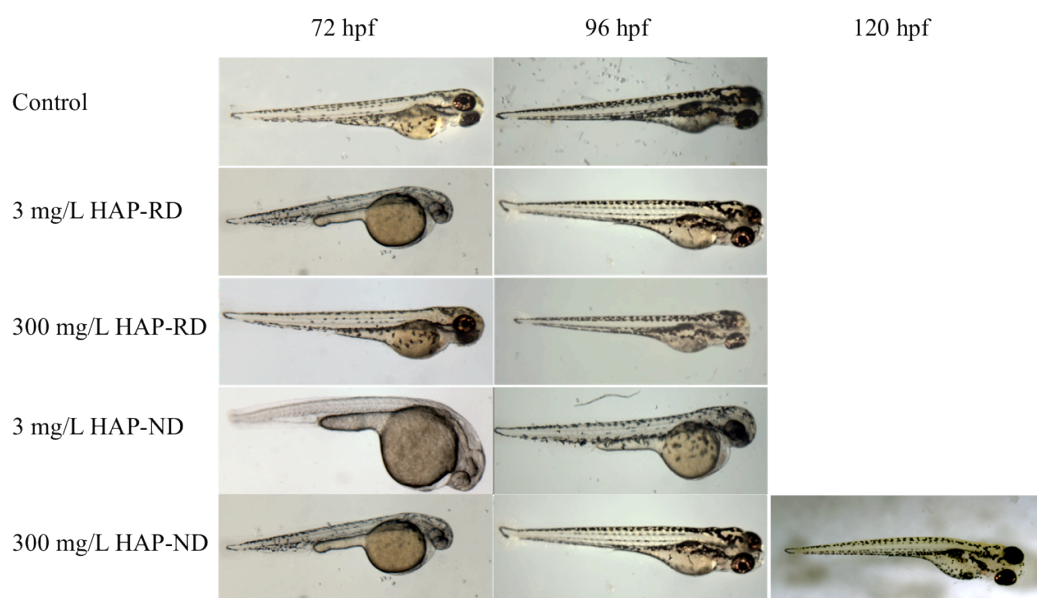 72 hpf 96 hpf 120 hpf
Control
3 mg/L HAP-RD
300 mg/L HAP-RD
3 mg/L HAP-ND
300 mg/L HAP-ND